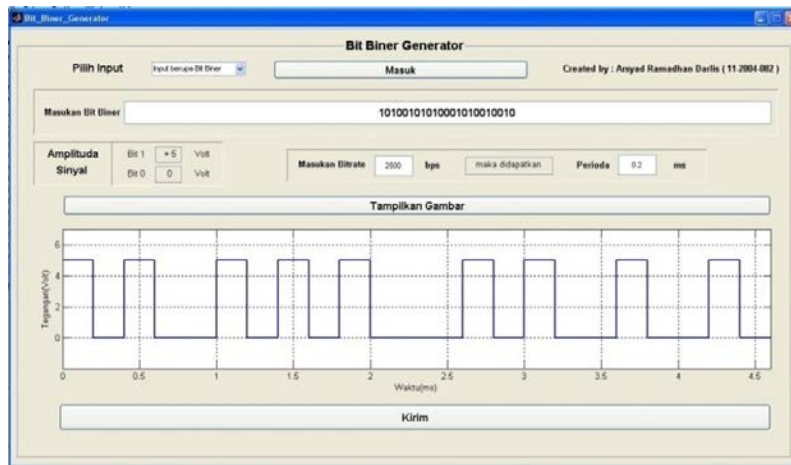 Bit_Biner_Generator
Bit Biner Generator
Pilih Input
Input berupa Bit Biner
Masuk
Created by : Arsyad Ramadhan Darlis ( 11-2004-082 )
Masukan Bit Biner
10100101010001010010010
Amplituda Sinyal
Bit 1 +5 Volt
Bit 0 0 Volt
Masukan Bitrate 2500 bps maka didapatkan Perioda 0.2 ms
Tampilkan Gambar
Tegangan(Volt)
6
4
2
0
0 0.5 1 1.5 2 2.5 3 3.5 4 4.5
Waktu(ms)
Kirim